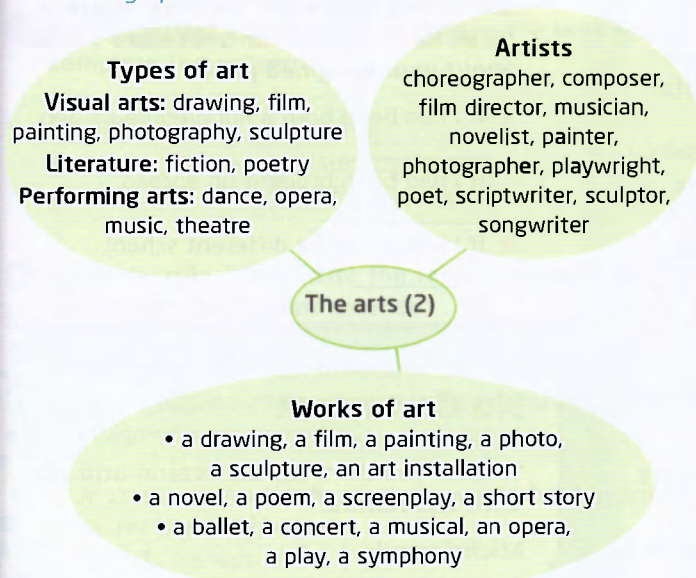 Types of art
Visual arts: drawing, film,
painting, photography, sculpture
Literature: fiction, poetry
Performing arts: dance, opera,
music, theatre
Artists
choreographer, composer,
film director, musician,
novelist, painter,
photographer, playwright,
poet, scriptwriter, sculptor,
songwriter
The arts (2)
Works of art
• a drawing, a film, a painting, a photo,
a sculpture, an art installation
• a novel, a poem, a screenplay, a short story
• a ballet, a concert, a musical, an opera,
a play, a symphony